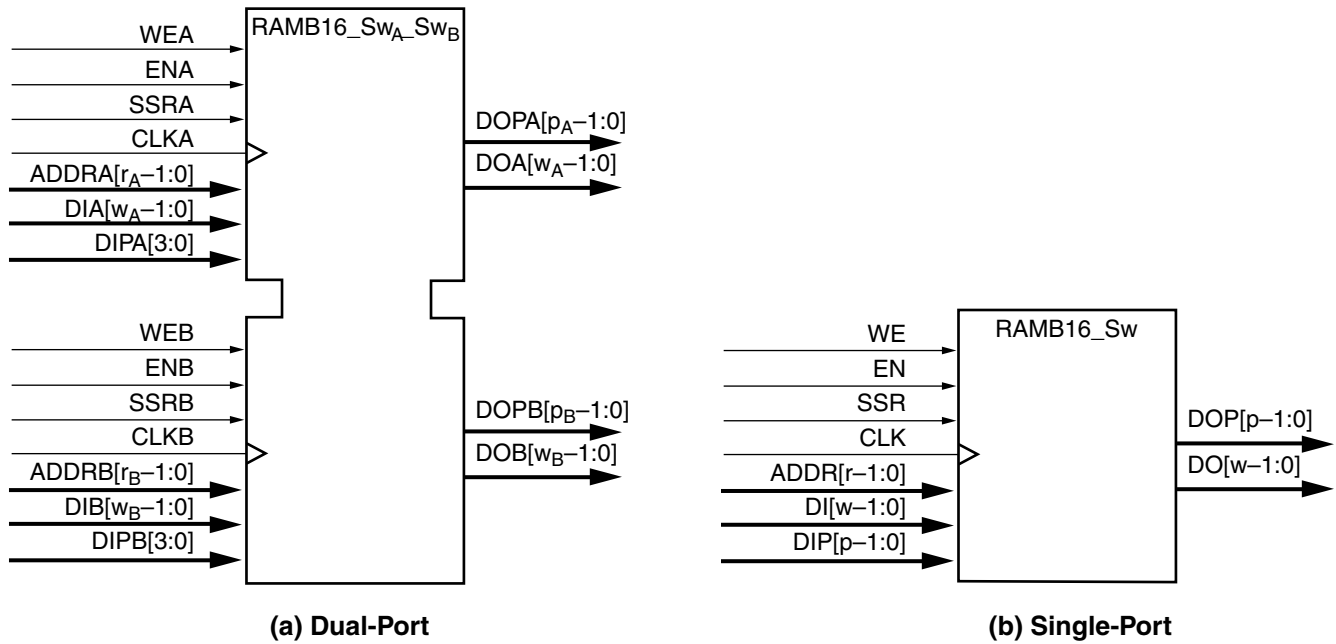 RAMB16_SwA_SwB
WEA
ENA
SSRA
CLKA
ADDRA[rA–1:0]
DIA[wA–1:0]
DIPA[3:0]
DOPA[pA–1:0]
DOA[wA–1:0]
WEB
ENB
SSRB
CLKB
ADDRB[rB–1:0]
DIB[wB–1:0]
DIPB[3:0]
DOPB[pB–1:0]
DOB[wB–1:0]
(a) Dual-Port
RAMB16_Sw
WE
EN
SSR
CLK
ADDR[r–1:0]
DI[w–1:0]
DIP[p–1:0]
DOP[p–1:0]
DO[w–1:0]
(b) Single-Port